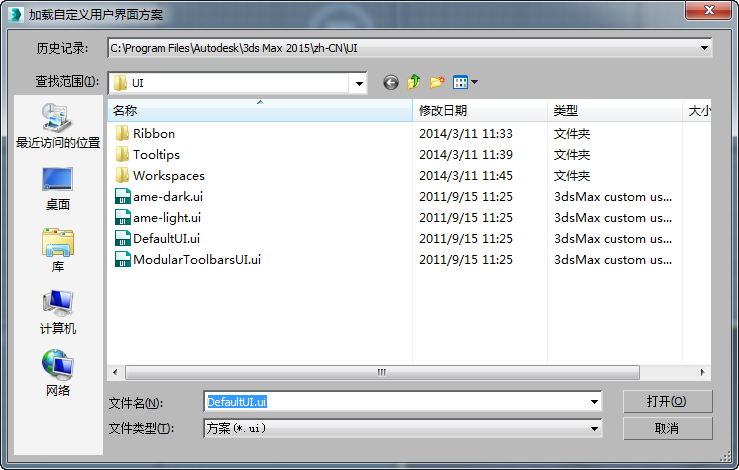 加载自定义用户界面方案
历史记录: C:\Program Files\Autodesk\3ds Max 2015\zh-CN\UI
查找范围(I): UI
名称 修改日期 类型 大小
Ribbon 2014/3/11 11:33 文件夹
Tooltips 2014/3/11 11:39 文件夹
Workspaces 2014/3/11 11:45 文件夹
ame-dark.ui 2011/9/15 11:25 3dsMax custom us...
ame-light.ui 2011/9/15 11:25 3dsMax custom us...
DefaultUI.ui 2011/9/15 11:25 3dsMax custom us...
ModularToolbarsUI.ui 2011/9/15 11:25 3dsMax custom us...
最近访问的位置
桌面
库
计算机
网络
文件名(N): DefaultUI.ui 打开(O)
文件类型(T): 方案(*.ui) 取消